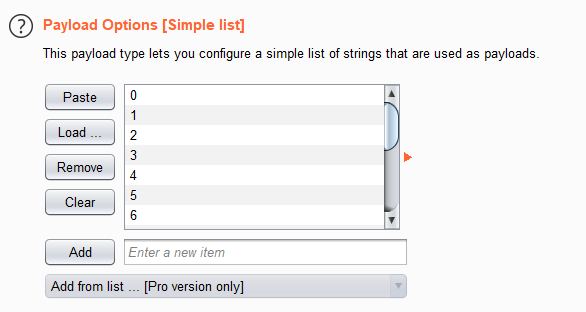 ?
Payload Options [Simple list]
This payload type lets you configure a simple list of strings that are used as payloads.
Paste
Load ...
Remove
Clear
0
1
2
3
4
5
6
Add
Enter a new item
Add from list ... [Pro version only]